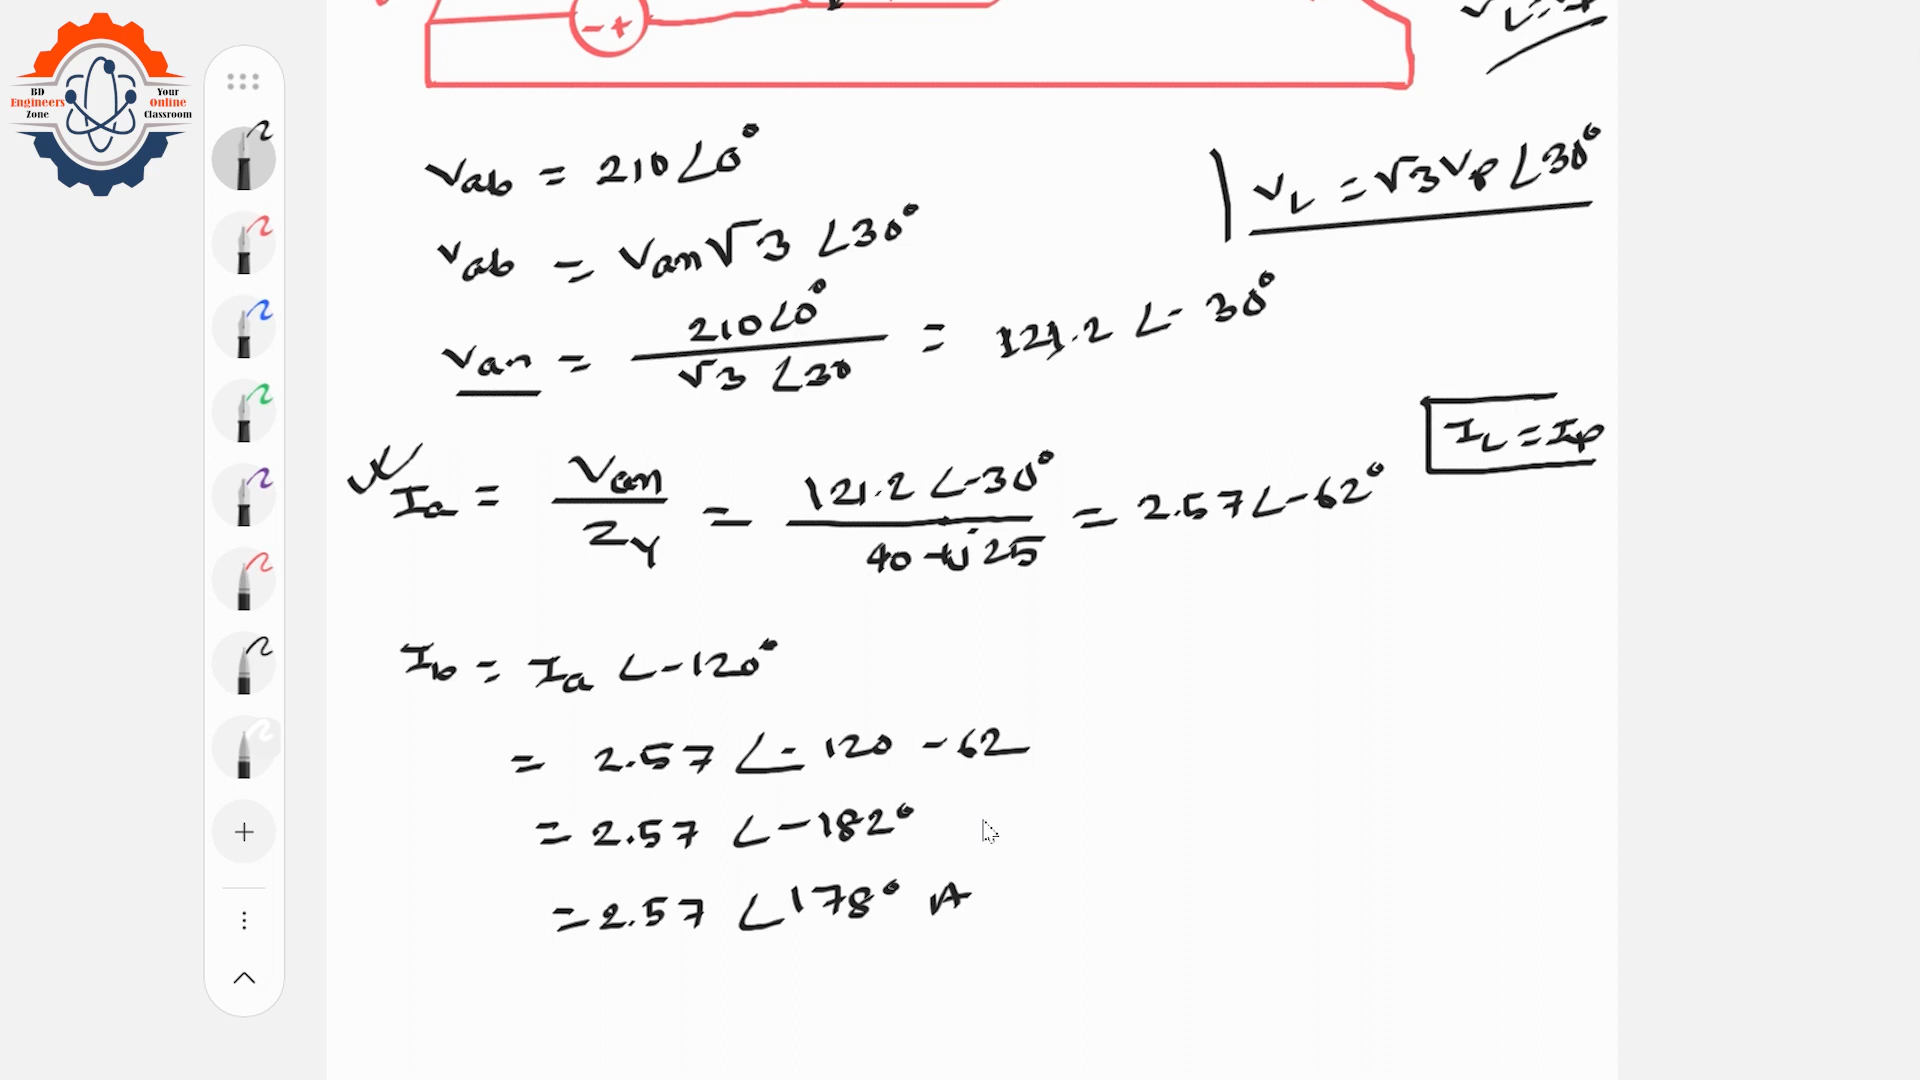 BD Your
Engineers Online
Zone Classroom
- +
Vab = 210 ∠0°
VL = √3 Vp ∠30°
Vab = Van √3 ∠30°
Van = 210∠0° / √3 ∠30 = 121.2 ∠-30°
IL = Ip
Ia = Van / ZY = 121.2 ∠-30° / 40+j25 = 2.57∠-62°
Ib = Ia ∠-120°
= 2.57 ∠-120 -62
= 2.57 ∠-182°
= 2.57 ∠178° A